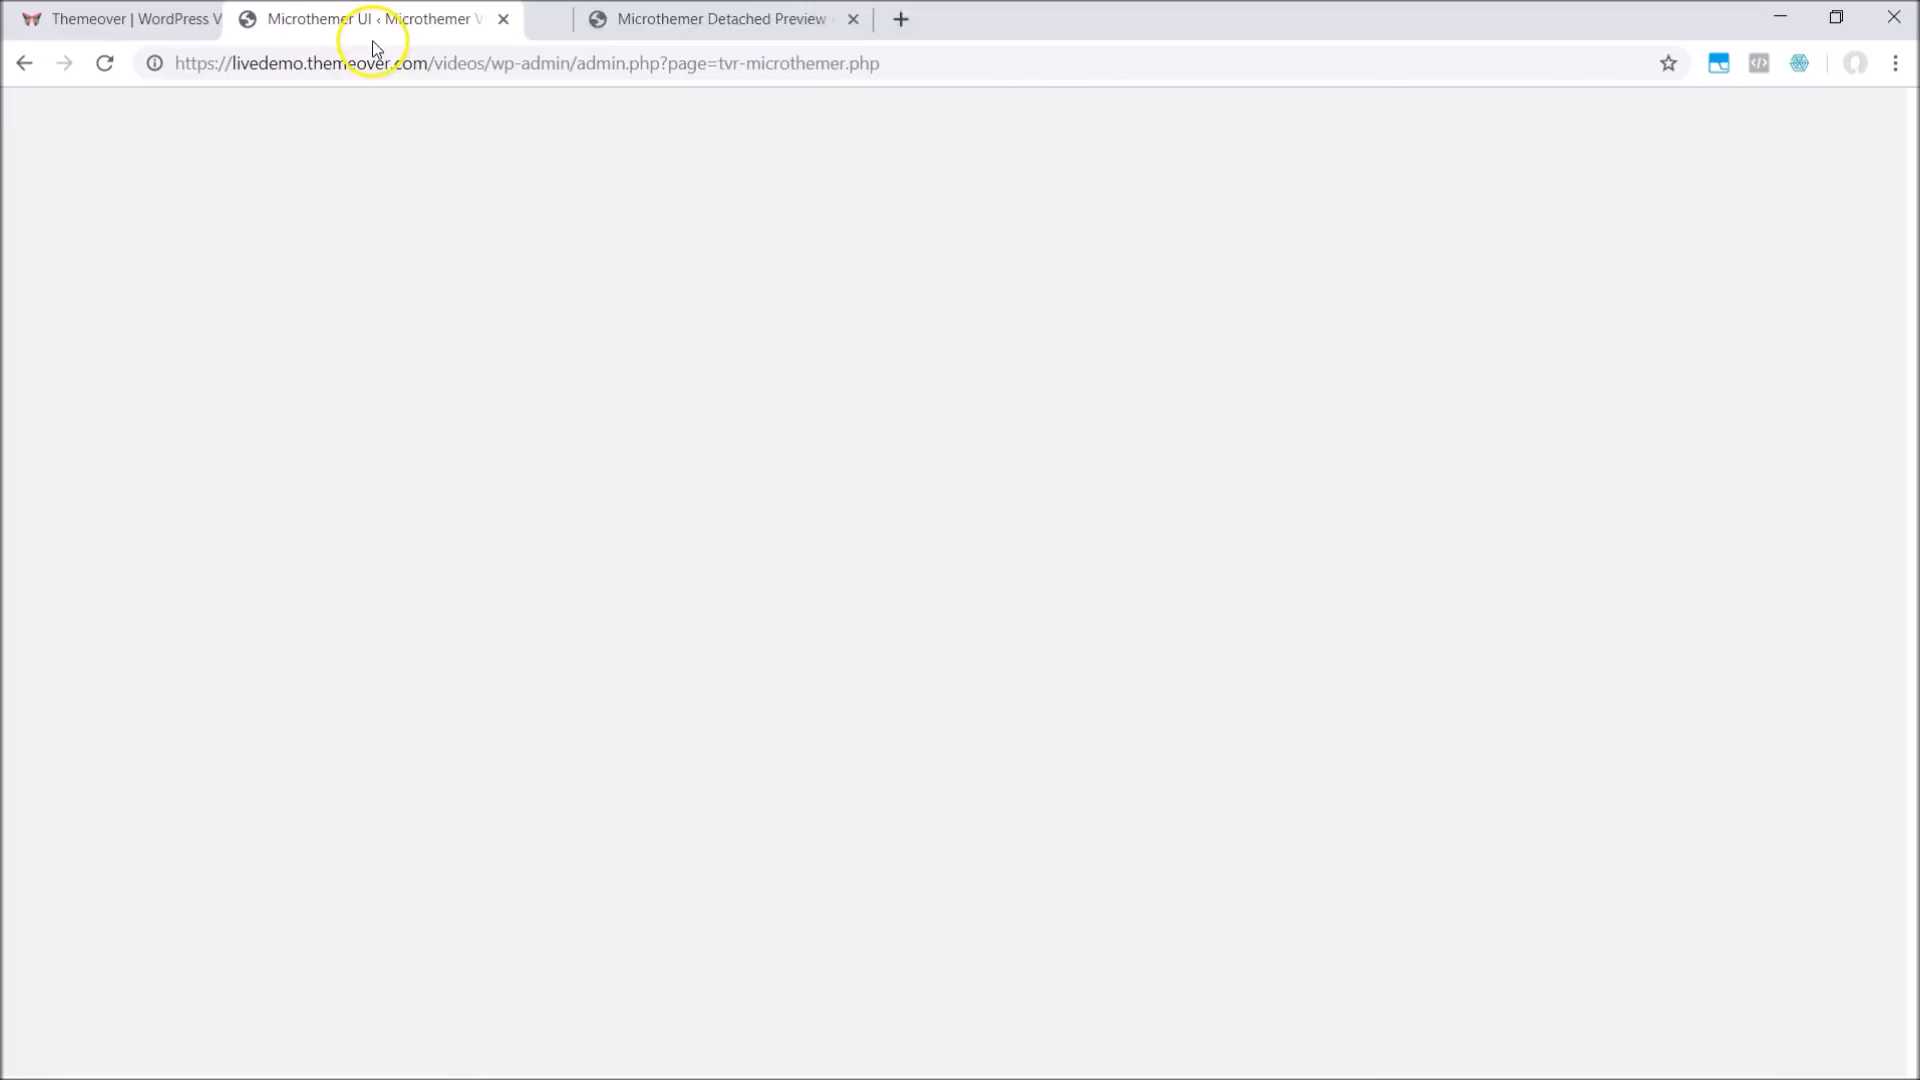 Themeover | WordPress V
Microthemer UI ‹ Microthemer V
Microthemer Detached Preview
https://livedemo.themeover.com/videos/wp-admin/admin.php?page=tvr-microthemer.php